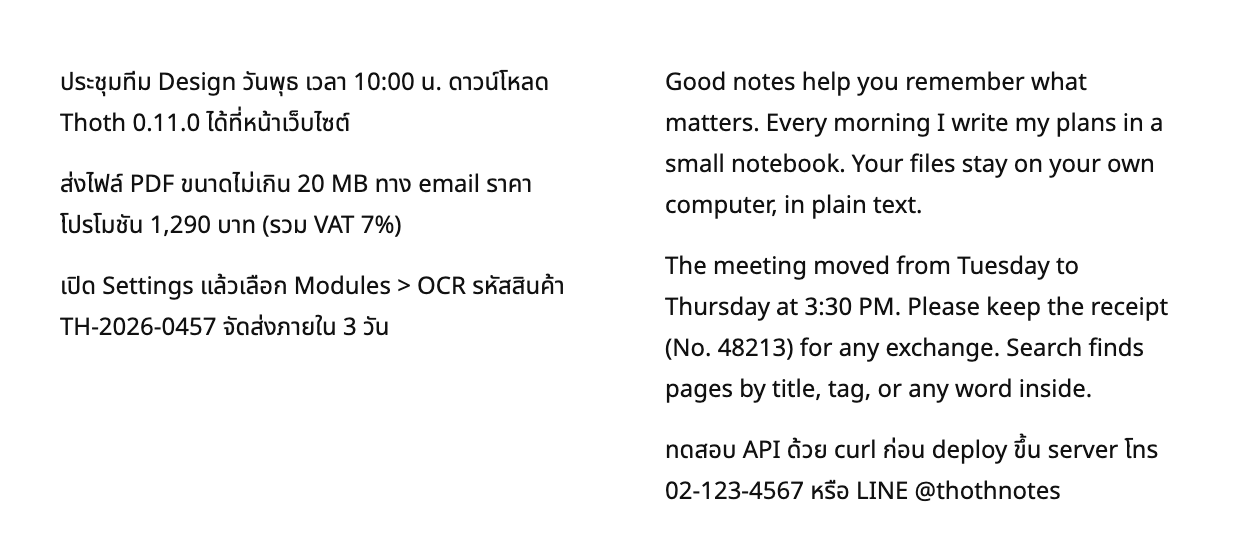 ประชุมทีม Design วันพุธ เวลา 10:00 น. ดาวน์โหลด
Thoth 0.11.0 ได้ที่หน้าเว็บไซต์
ส่งไฟล์ PDF ขนาดไม่เกิน 20 MB ทาง email ราคา
โปรโมชัน 1,290 บาท (รวม VAT 7%)
เปิด Settings แล้วเลือก Modules > OCR รหัสสินค้า
TH-2026-0457 จัดส่งภายใน 3 วัน
Good notes help you remember what
matters. Every morning I write my plans in a
small notebook. Your files stay on your own
computer, in plain text.
The meeting moved from Tuesday to
Thursday at 3:30 PM. Please keep the receipt
(No. 48213) for any exchange. Search finds
pages by title, tag, or any word inside.
ทดสอบ API ด้วย curl ก่อน deploy ขึ้น server โทร
02-123-4567 หรือ LINE @thothnotes